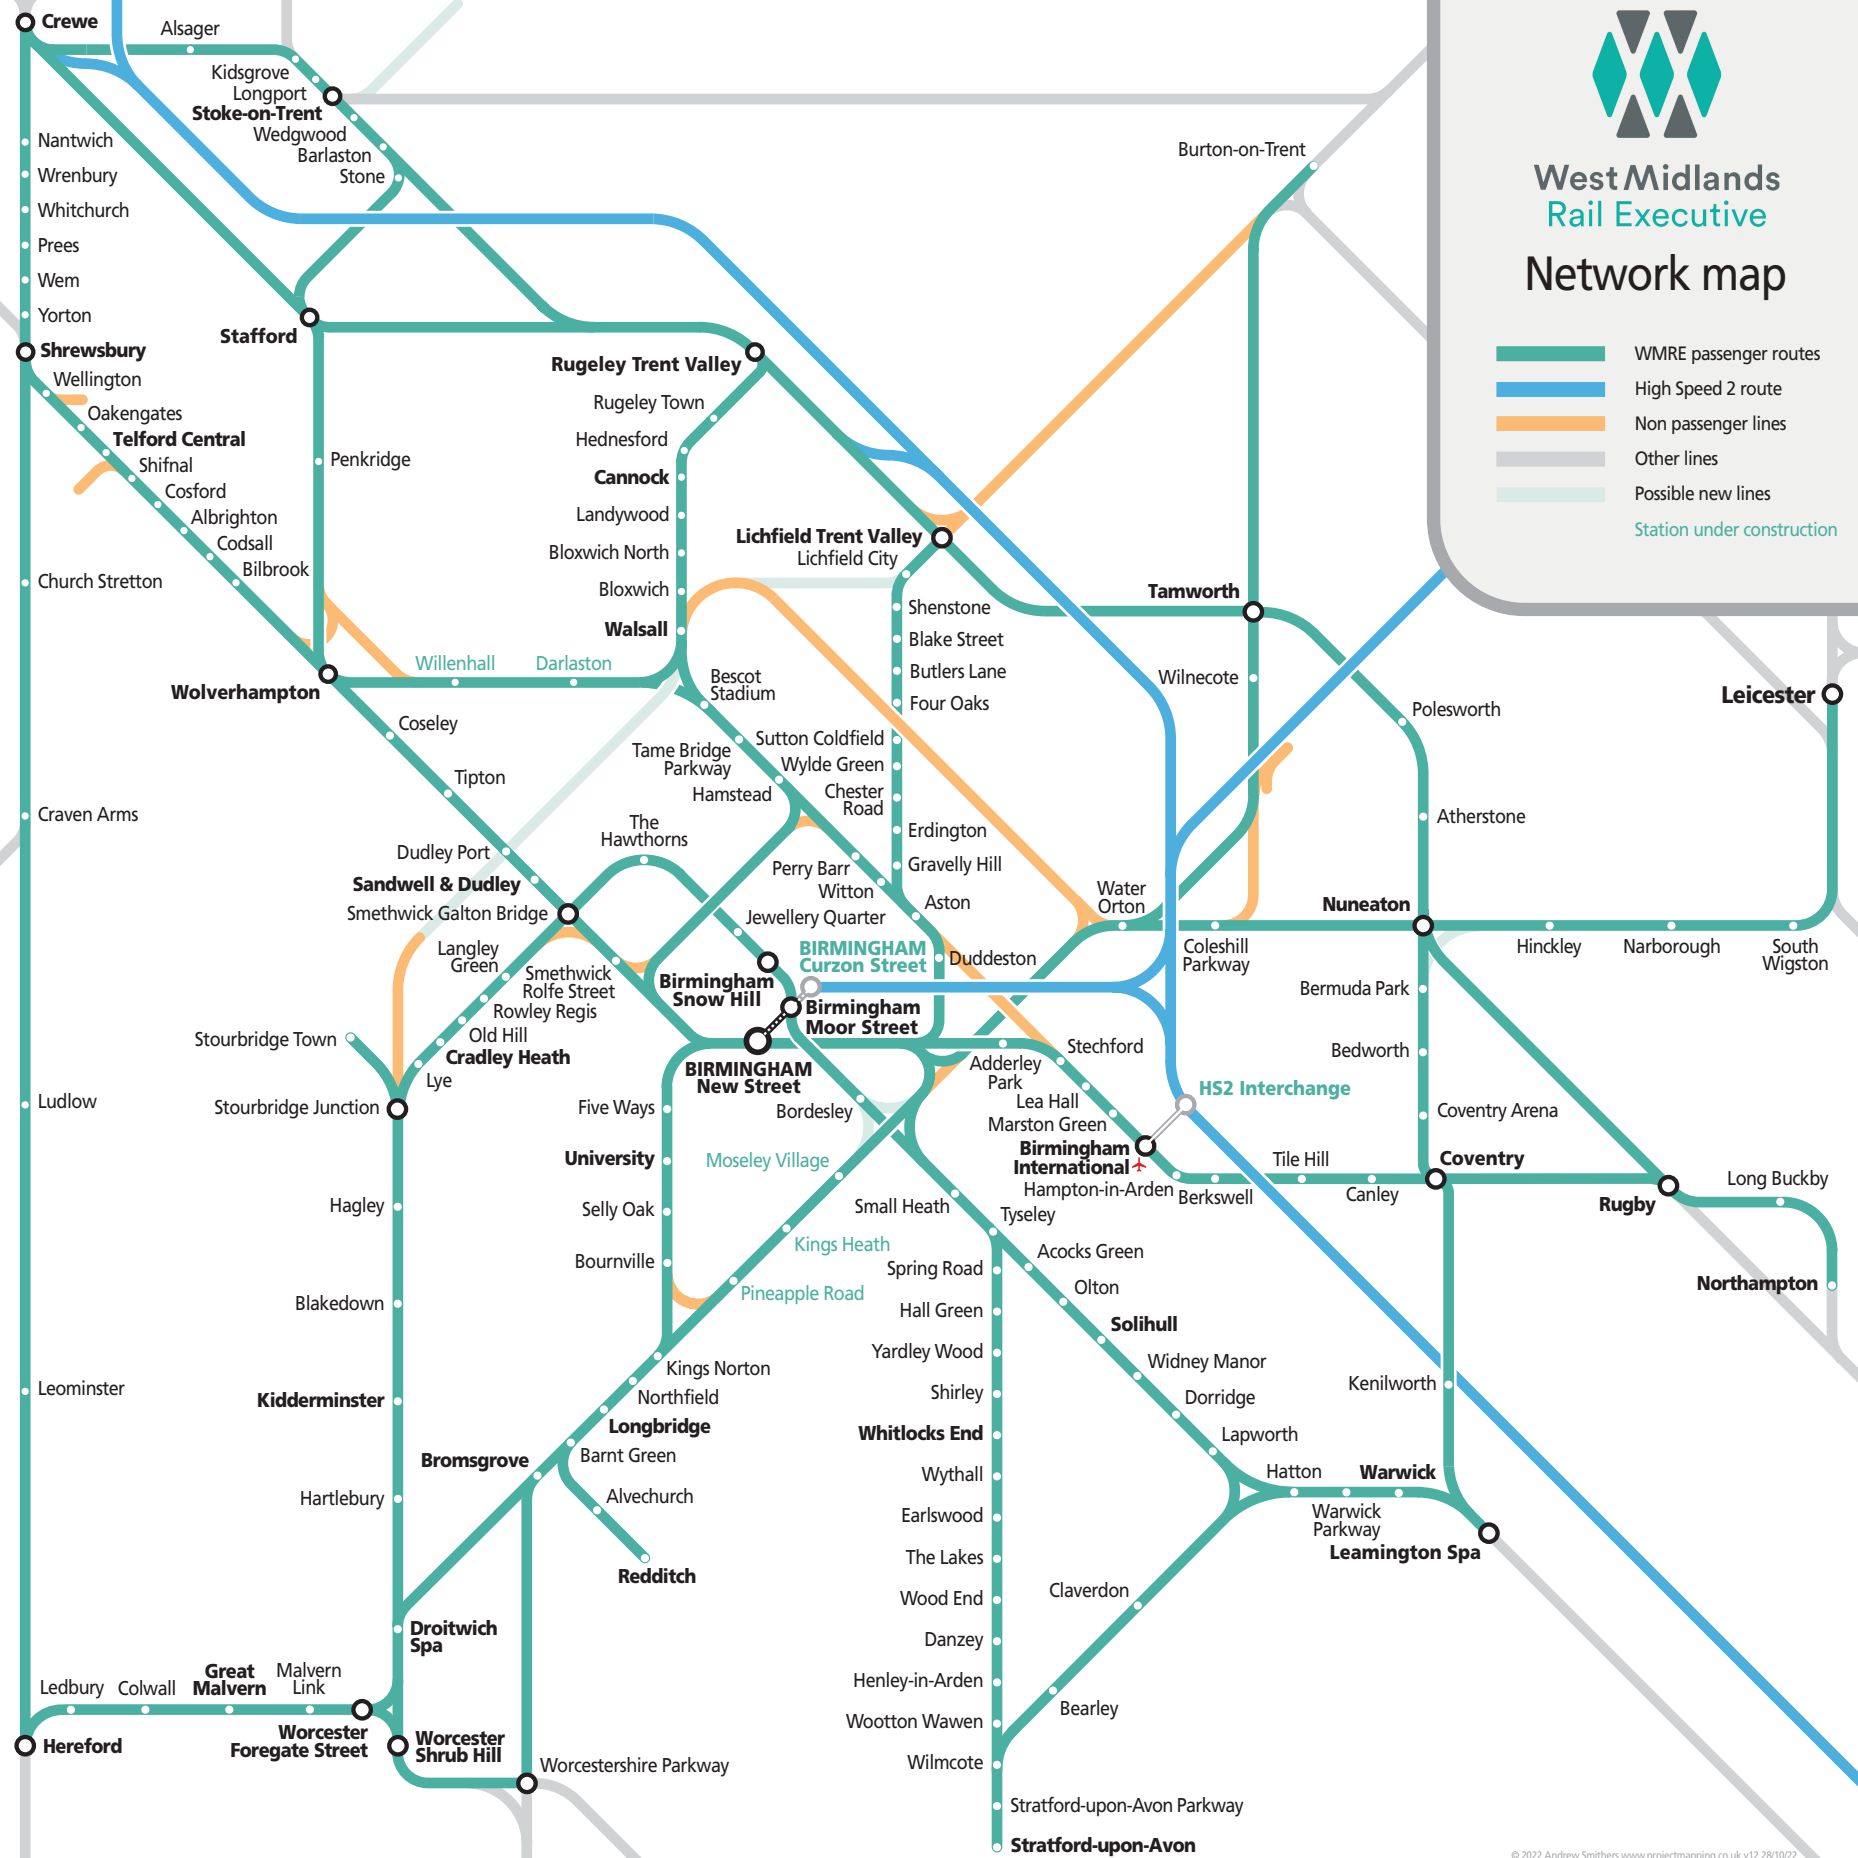 Crewe
Alsager
Kidsgrove
Longport
Stoke-on-Trent
Wedgwood
Barlaston
Stone
Nantwich
Wrenbury
Whitchurch
Prees
Wem
Yorton
Shrewsbury
Wellington
Oakengates
Telford Central
Shifnal
Cosford
Albrighton
Codsall
Bilbrook
Stafford
Penkridge
Rugeley Trent Valley
Rugeley Town
Hednesford
Cannock
Landywood
Bloxwich North
Bloxwich
Walsall
Burton-on-Trent
West Midlands
Rail Executive
Network map
WMRE passenger routes
High Speed 2 route
Non passenger lines
Other lines
Possible new lines
Station under construction
Lichfield Trent Valley
Lichfield City
Shenstone
Blake Street
Butlers Lane
Four Oaks
Sutton Coldfield
Wylde Green
Chester
Road
Erdington
Gravelly Hill
Aston
Duddeston
Tamworth
Wilnecote
Polesworth
Atherstone
Leicester
Church Stretton
Craven Arms
Ludlow
Leominster
Hereford
Wolverhampton
Willenhall
Darlaston
Bescot
Stadium
Tame Bridge
Parkway
Hamstead
Perry Barr
Witton
Coseley
Tipton
Dudley Port
Sandwell & Dudley
Smethwick Galton Bridge
The
Hawthorns
Jewellery Quarter
Langley
Green
Smethwick
Rolfe Street
Rowley Regis
Old Hill
Cradley Heath
Lye
Stourbridge Town
Stourbridge Junction
Birmingham
Snow Hill
BIRMINGHAM
Curzon Street
Birmingham
Moor Street
BIRMINGHAM
New Street
Water
Orton
Coleshill
Parkway
Nuneaton
Hinckley
Narborough
South
Wigston
Bermuda Park
Bedworth
Coventry Arena
Coventry
Adderley
Park
Stechford
Lea Hall
Marston Green
Birmingham
International
HS2 Interchange
Hampton-in-Arden
Berkswell
Tile Hill
Canley
Rugby
Long Buckby
Northampton
Five Ways
University
Selly Oak
Bournville
Bordesley
Moseley Village
Kings Heath
Pineapple Road
Kings Norton
Northfield
Longbridge
Barnt Green
Alvechurch
Redditch
Bromsgrove
Hagley
Blakedown
Kidderminster
Hartlebury
Droitwich
Spa
Small Heath
Tyseley
Acocks Green
Olton
Solihull
Widney Manor
Dorridge
Lapworth
Hatton
Warwick
Parkway
Warwick
Leamington Spa
Kenilworth
Spring Road
Hall Green
Yardley Wood
Shirley
Whitlocks End
Wythall
Earlswood
The Lakes
Wood End
Danzey
Henley-in-Arden
Wootton Wawen
Wilmcote
Claverdon
Bearley
Stratford-upon-Avon Parkway
Stratford-upon-Avon
Ledbury
Colwall
Great
Malvern
Malvern
Link
Worcester
Foregate Street
Worcester
Shrub Hill
Worcestershire Parkway
© 2022 Andrew Smithers www.projectmapping.co.uk v12 28/10/22